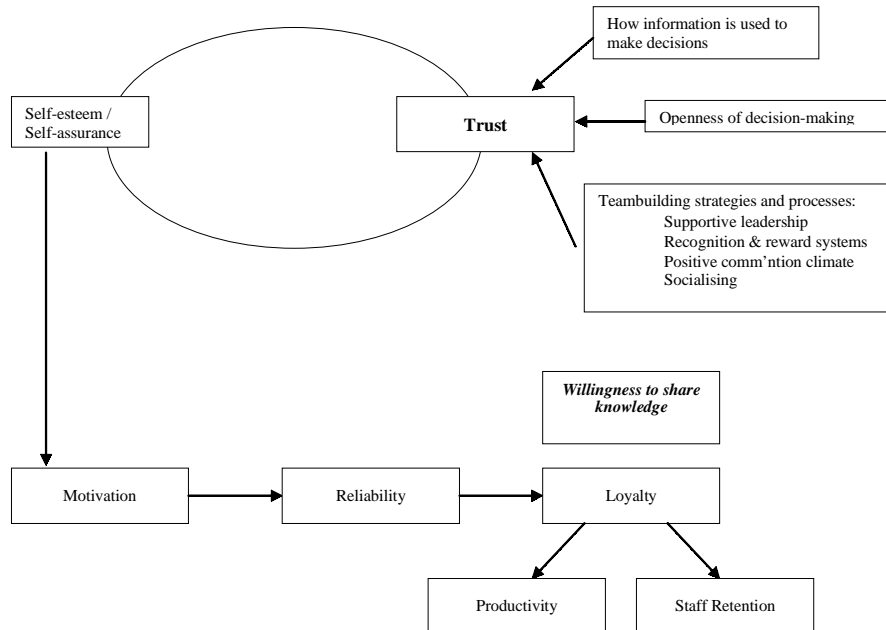 How information is used to
make decisions
Self-esteem /
Self-assurance
Trust
Openness of decision-making
Teambuilding strategies and processes:
Supportive leadership
Recognition & reward systems
Positive comm'ntion climate
Socialising
Willingness to share
knowledge
Motivation
Reliability
Loyalty
Productivity
Staff Retention